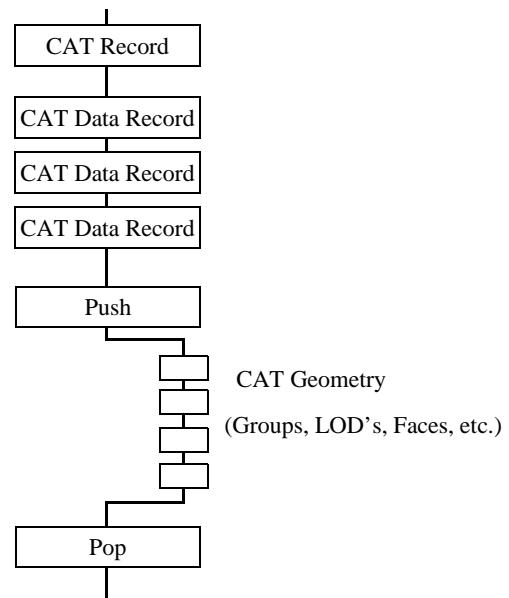 CAT Record
CAT Data Record
CAT Data Record
CAT Data Record
Push
CAT Geometry
(Groups, LOD's, Faces, etc.)
Pop